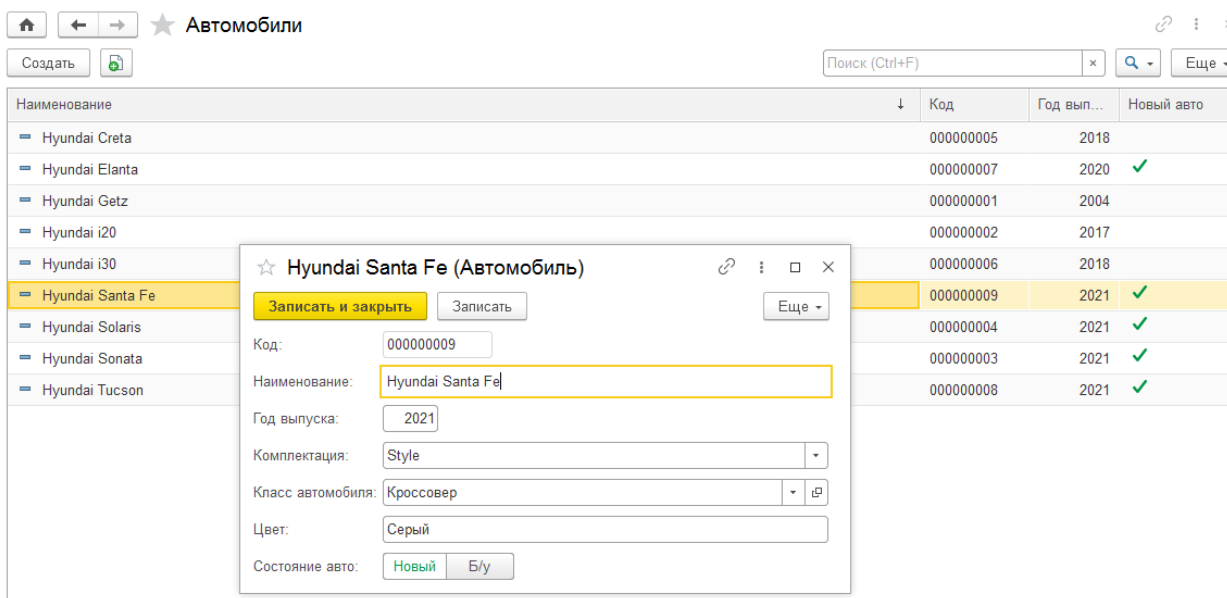 Автомобили
Создать Поиск (Ctrl+F) × Еще
Наименование ↓ Код Год вып... Новый авто
Hyundai Creta 000000005 2018
Hyundai Elanta 000000007 2020 ✓
Hyundai Getz 000000001 2004
Hyundai i20 000000002 2017
Hyundai i30 000000006 2018
Hyundai Santa Fe 000000009 2021 ✓
Hyundai Solaris 000000004 2021 ✓
Hyundai Sonata 000000003 2021 ✓
Hyundai Tucson 000000008 2021 ✓
Hyundai Santa Fe (Автомобиль)
Записать и закрыть Записать Еще
Код: 000000009
Наименование: Hyundai Santa Fe
Год выпуска: 2021
Комплектация: Style
Класс автомобиля: Кроссовер
Цвет: Серый
Состояние авто: Новый Б/у